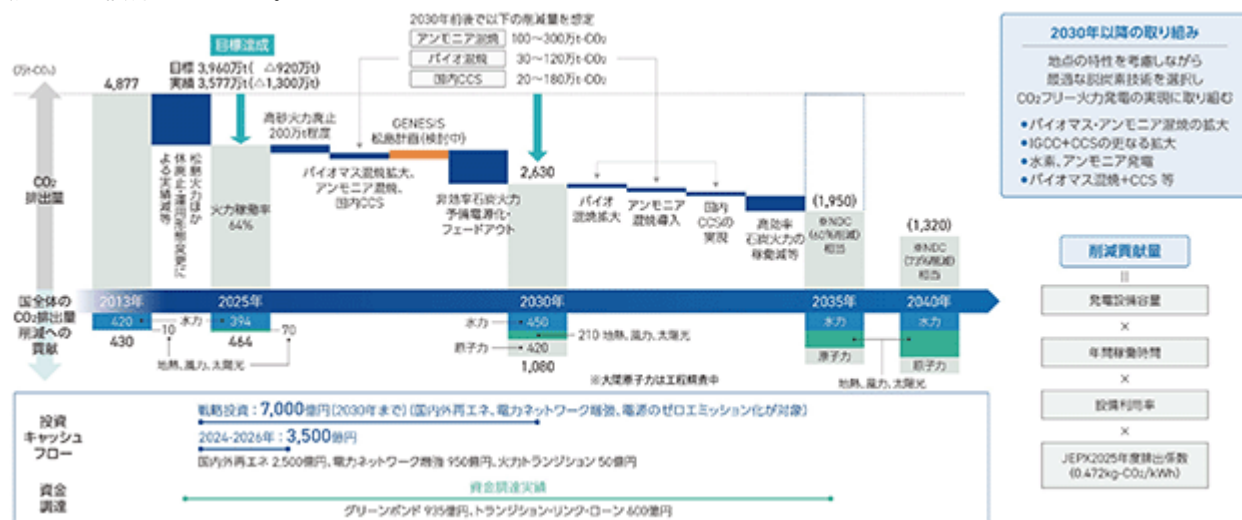 2030年前後で以下の削減量を想定
アンモニア混焼 100～300万t-CO₂
バイオ混焼 30～120万t-CO₂
国内CCS 20～180万t-CO₂
目標達成
目標 3,960万t( △920万t)
実績 3,577万t(△1,300万t)
(万t-CO₂)
4,877
CO₂
排出量
松島火力ほか
休廃止・運用形態変更に
よる実績減等
火力稼働率
64%
高砂火力廃止
200万t程度
バイオマス混焼拡大、
アンモニア混焼、
国内CCS
GENESIS
松島計画(検討中)
非効率石炭火力
予備電源化・
フェードアウト
2,630
バイオ
混焼拡大
アンモニア
混焼導入
国内
CCSの
実現
高効率
石炭火力の
稼働減等
(1,950)
※NDC
(60%削減)
相当
(1,320)
※NDC
(73%削減)
相当
2013年
2025年
2030年
2035年
2040年
国全体の
CO₂排出量
削減への
貢献
420
水力
394
10
70
430
464
地熱、風力、太陽光
水力
450
210 地熱、風力、太陽光
原子力
420
1,080
※大間原子力は工程精査中
水力
原子力
水力
原子力
地熱、風力、太陽光
投資
キャッシュ
フロー
戦略投資：7,000億円(2030年まで)(国内外再エネ、電力ネットワーク増強、電源のゼロエミッション化が対象)
2024-2026年：3,500億円
国内外再エネ 2,500億円、電力ネットワーク増強 950億円、火力トランジション 50億円
資金
調達
資金調達実績
グリーンボンド 935億円、トランジション・リンク・ローン 600億円
2030年以降の取り組み
地点の特性を考慮しながら
最適な脱炭素技術を選択し
CO₂フリー火力発電の実現に取り組む
●バイオマス・アンモニア混焼の拡大
●IGCC+CCSの更なる拡大
●水素、アンモニア発電
●バイオマス混焼+CCS 等
削減貢献量
=
発電設備容量
×
年間稼働時間
×
設備利用率
×
JEPX2025年度排出係数
(0.472kg-CO₂/kWh)